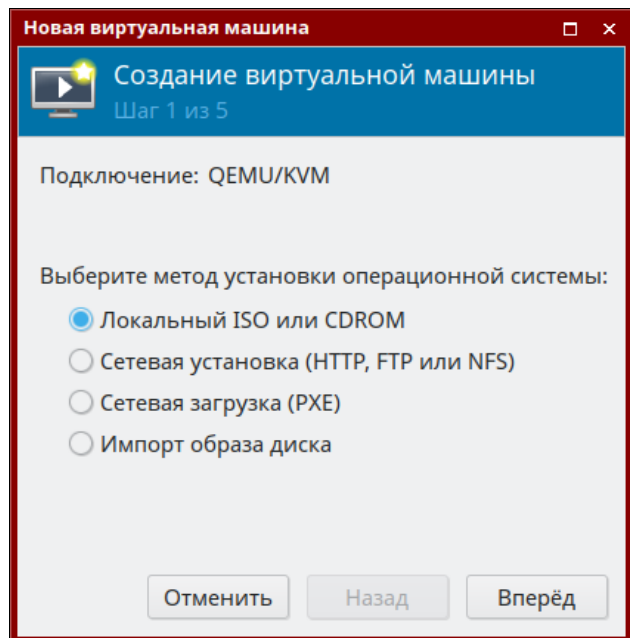 Новая виртуальная машина
Создание виртуальной машины
Шаг 1 из 5
Подключение: QEMU/KVM
Выберите метод установки операционной системы:
Локальный ISO или CDROM
Сетевая установка (HTTP, FTP или NFS)
Сетевая загрузка (PXE)
Импорт образа диска
Отменить Назад Вперёд